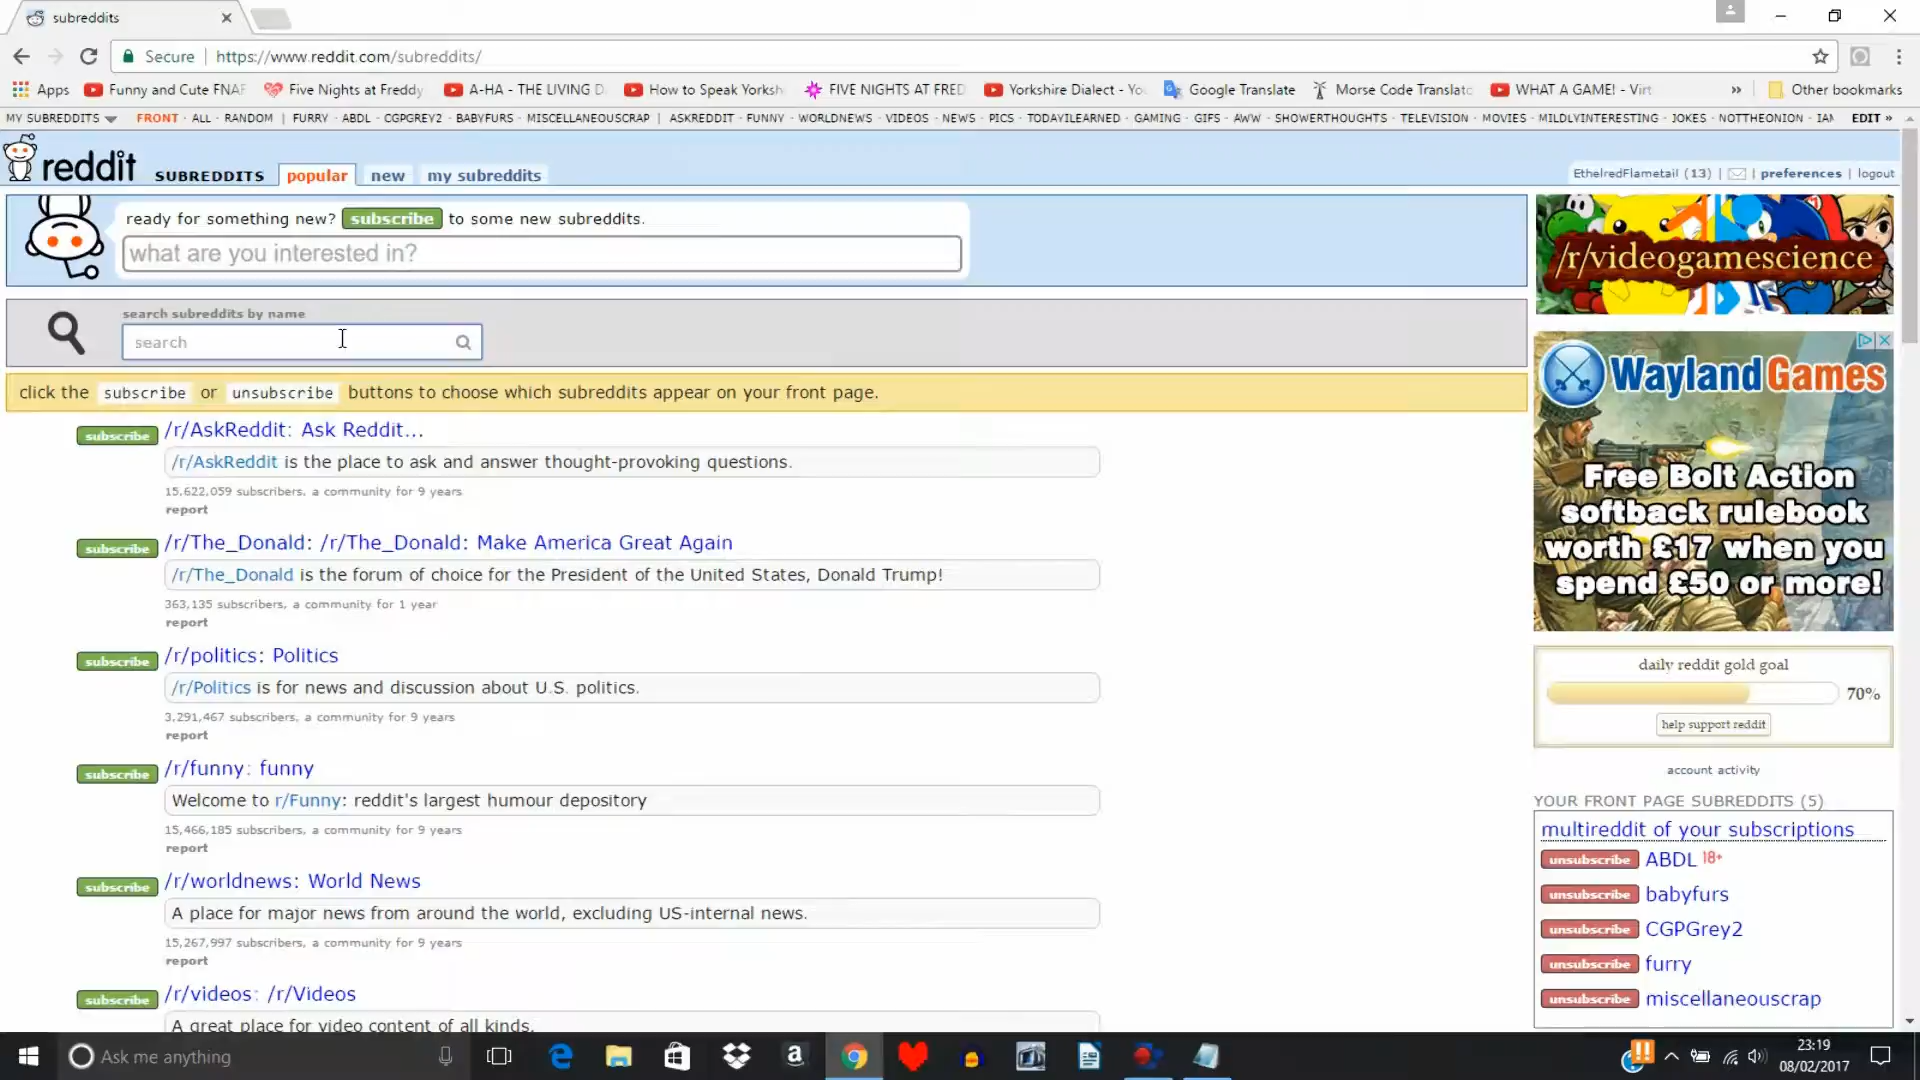 subreddits
Secure https://www.reddit.com/subreddits/
Apps Funny and Cute FNAF Five Nights at Freddy A-HA - THE LIVING D How to Speak Yorksh FIVE NIGHTS AT FRED Yorkshire Dialect - Yo Google Translate Morse Code Translato WHAT A GAME! - Virt » Other bookmarks
MY SUBREDDITS FRONT - ALL - RANDOM | FURRY - ABDL - CGPGREY2 - BABYFURS - MISCELLANEOUSCRAP | ASKREDDIT - FUNNY - WORLDNEWS - VIDEOS - NEWS - PICS - TODAYILEARNED - GAMING - GIFS - AWW - SHOWERTHOUGHTS - TELEVISION - MOVIES - MILDLYINTERESTING - JOKES - NOTTHEONION - IAM EDIT »
reddit SUBREDDITS popular new my subreddits
EthelredFlametail (13) | preferences | logout
ready for something new? subscribe to some new subreddits.
what are you interested in?
search subreddits by name
search
click the subscribe or unsubscribe buttons to choose which subreddits appear on your front page.
subscribe /r/AskReddit: Ask Reddit...
/r/AskReddit is the place to ask and answer thought-provoking questions.
15,622,059 subscribers, a community for 9 years
report
subscribe /r/The_Donald: /r/The_Donald: Make America Great Again
/r/The_Donald is the forum of choice for the President of the United States, Donald Trump!
363,135 subscribers, a community for 1 year
report
subscribe /r/politics: Politics
/r/Politics is for news and discussion about U.S. politics.
3,291,467 subscribers, a community for 9 years
report
subscribe /r/funny: funny
Welcome to r/Funny: reddit's largest humour depository
15,466,185 subscribers, a community for 9 years
report
subscribe /r/worldnews: World News
A place for major news from around the world, excluding US-internal news.
15,267,997 subscribers, a community for 9 years
report
subscribe /r/videos: /r/Videos
A great place for video content of all kinds.
/r/videogamescience
Wayland Games
Free Bolt Action
softback rulebook
worth £17 when you
spend £50 or more!
daily reddit gold goal
70%
help support reddit
account activity
YOUR FRONT PAGE SUBREDDITS (5)
multireddit of your subscriptions
unsubscribe ABDL 18+
unsubscribe babyfurs
unsubscribe CGPGrey2
unsubscribe furry
unsubscribe miscellaneouscrap
Ask me anything
23:19
08/02/2017